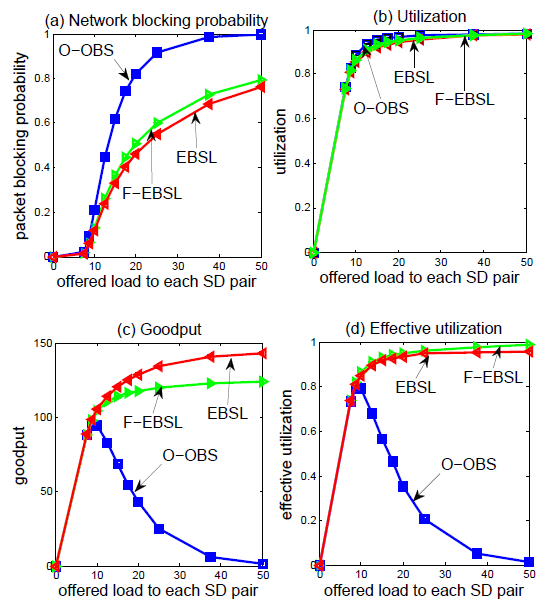 (a) Network blocking probability
packet blocking probability
1
0.8
0.6
0.4
0.2
0
O-OBS
EBSL
F-EBSL
0 10 20 30 40 50
offered load to each SD pair
(b) Utilization
utilization
1
0.8
0.6
0.4
0.2
0
EBSL
F-EBSL
O-OBS
0 10 20 30 40 50
offered load to each SD pair
(c) Goodput
goodput
150
100
50
0
F-EBSL
EBSL
O-OBS
0 10 20 30 40 50
offered load to each SD pair
(d) Effective utilization
effective utilization
1
0.8
0.6
0.4
0.2
0
EBSL
F-EBSL
O-OBS
0 10 20 30 40 50
offered load to each SD pair